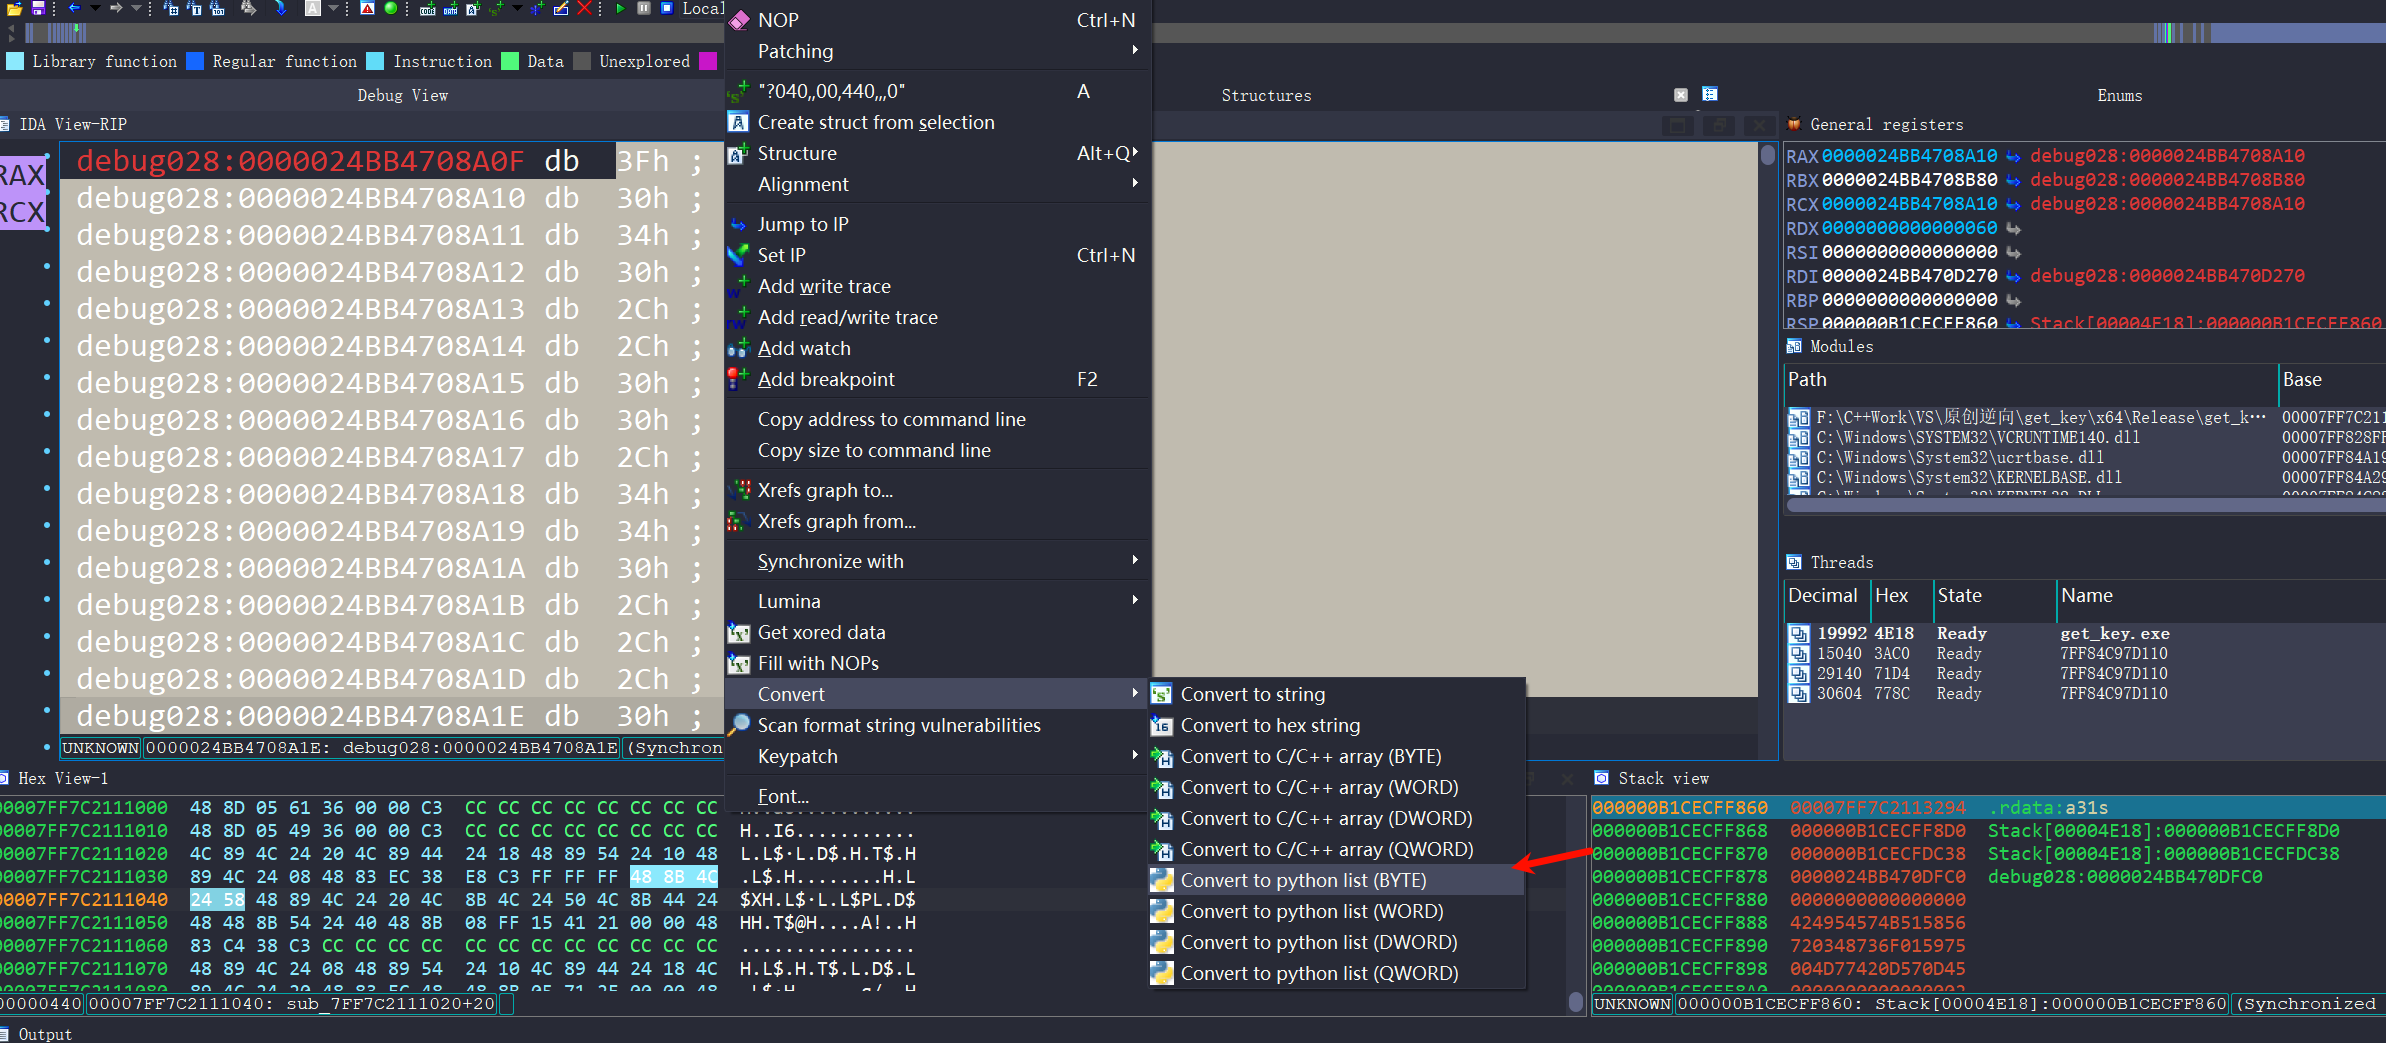 Local
Library function
Regular function
Instruction
Data
Unexplored
Debug View
Structures
Enums
IDA View-RIP
RAX
RCX
debug028:0000024BB4708A0F db 3Fh ;
debug028:0000024BB4708A10 db 30h ;
debug028:0000024BB4708A11 db 34h ;
debug028:0000024BB4708A12 db 30h ;
debug028:0000024BB4708A13 db 2Ch ;
debug028:0000024BB4708A14 db 2Ch ;
debug028:0000024BB4708A15 db 30h ;
debug028:0000024BB4708A16 db 30h ;
debug028:0000024BB4708A17 db 2Ch ;
debug028:0000024BB4708A18 db 34h ;
debug028:0000024BB4708A19 db 34h ;
debug028:0000024BB4708A1A db 30h ;
debug028:0000024BB4708A1B db 2Ch ;
debug028:0000024BB4708A1C db 2Ch ;
debug028:0000024BB4708A1D db 2Ch ;
debug028:0000024BB4708A1E db 30h ;
UNKNOWN 0000024BB4708A1E: debug028:0000024BB4708A1E (Synchron
NOP Ctrl+N
Patching
"?040,,00,440,,,0" A
Create struct from selection
Structure Alt+Q
Alignment
Jump to IP
Set IP Ctrl+N
Add write trace
Add read/write trace
Add watch
Add breakpoint F2
Copy address to command line
Copy size to command line
Xrefs graph to...
Xrefs graph from...
Synchronize with
Lumina
Get xored data
Fill with NOPs
Convert
Scan format string vulnerabilities
Keypatch
Font...
Convert to string
Convert to hex string
Convert to C/C++ array (BYTE)
Convert to C/C++ array (WORD)
Convert to C/C++ array (DWORD)
Convert to C/C++ array (QWORD)
Convert to python list (BYTE)
Convert to python list (WORD)
Convert to python list (DWORD)
Convert to python list (QWORD)
General registers
RAX 0000024BB4708A10 debug028:0000024BB4708A10
RBX 0000024BB4708B80 debug028:0000024BB4708B80
RCX 0000024BB4708A10 debug028:0000024BB4708A10
RDX 0000000000000060
RSI 0000000000000000
RDI 0000024BB470D270 debug028:0000024BB470D270
RBP 0000000000000000
RSP 000000B1CECFF860 Stack[00004E18]:000000B1CECFF860
Modules
Path Base
F:\C++Work\VS\原创逆向\get_key\x64\Release\get_k… 00007FF7C211
C:\Windows\SYSTEM32\VCRUNTIME140.dll 00007FF828FF
C:\Windows\System32\ucrtbase.dll 00007FF84A19
C:\Windows\System32\KERNELBASE.dll 00007FF84A29
Threads
Decimal Hex State Name
19992 4E18 Ready get_key.exe
15040 3AC0 Ready 7FF84C97D110
29140 71D4 Ready 7FF84C97D110
30604 778C Ready 7FF84C97D110
Hex View-1
00007FF7C2111000 48 8D 05 61 36 00 00 C3 CC CC CC CC CC CC CC CC
00007FF7C2111010 48 8D 05 49 36 00 00 C3 CC CC CC CC CC CC CC CC H..I6...........
00007FF7C2111020 4C 89 4C 24 20 4C 89 44 24 18 48 89 54 24 10 48 L.L$·L.D$.H.T$.H
00007FF7C2111030 89 4C 24 08 48 83 EC 38 E8 C3 FF FF FF 48 8B 4C .L$.H........H.L
00007FF7C2111040 24 58 48 89 4C 24 20 4C 8B 4C 24 50 4C 8B 44 24 $XH.L$·L.L$PL.D$
00007FF7C2111050 48 48 8B 54 24 40 48 8B 08 FF 15 41 21 00 00 48 HH.T$@H....A!..H
00007FF7C2111060 83 C4 38 C3 CC CC CC CC CC CC CC CC CC CC CC CC ................
00007FF7C2111070 48 89 4C 24 08 48 89 54 24 10 4C 89 44 24 18 4C H.L$.H.T$.L.D$.L
00000440 00007FF7C2111040: sub_7FF7C2111020+20
Stack view
000000B1CECFF860 00007FF7C2113294 .rdata:a31s
000000B1CECFF868 000000B1CECFF8D0 Stack[00004E18]:000000B1CECFF8D0
000000B1CECFF870 000000B1CECFDC38 Stack[00004E18]:000000B1CECFDC38
000000B1CECFF878 0000024BB470DFC0 debug028:0000024BB470DFC0
000000B1CECFF880 0000000000000000
000000B1CECFF888 424954574B515856
000000B1CECFF890 720348736F015975
000000B1CECFF898 004D77420D570D45
UNKNOWN 000000B1CECFF860: Stack[00004E18]:000000B1CECFF860 (Synchronized
Output